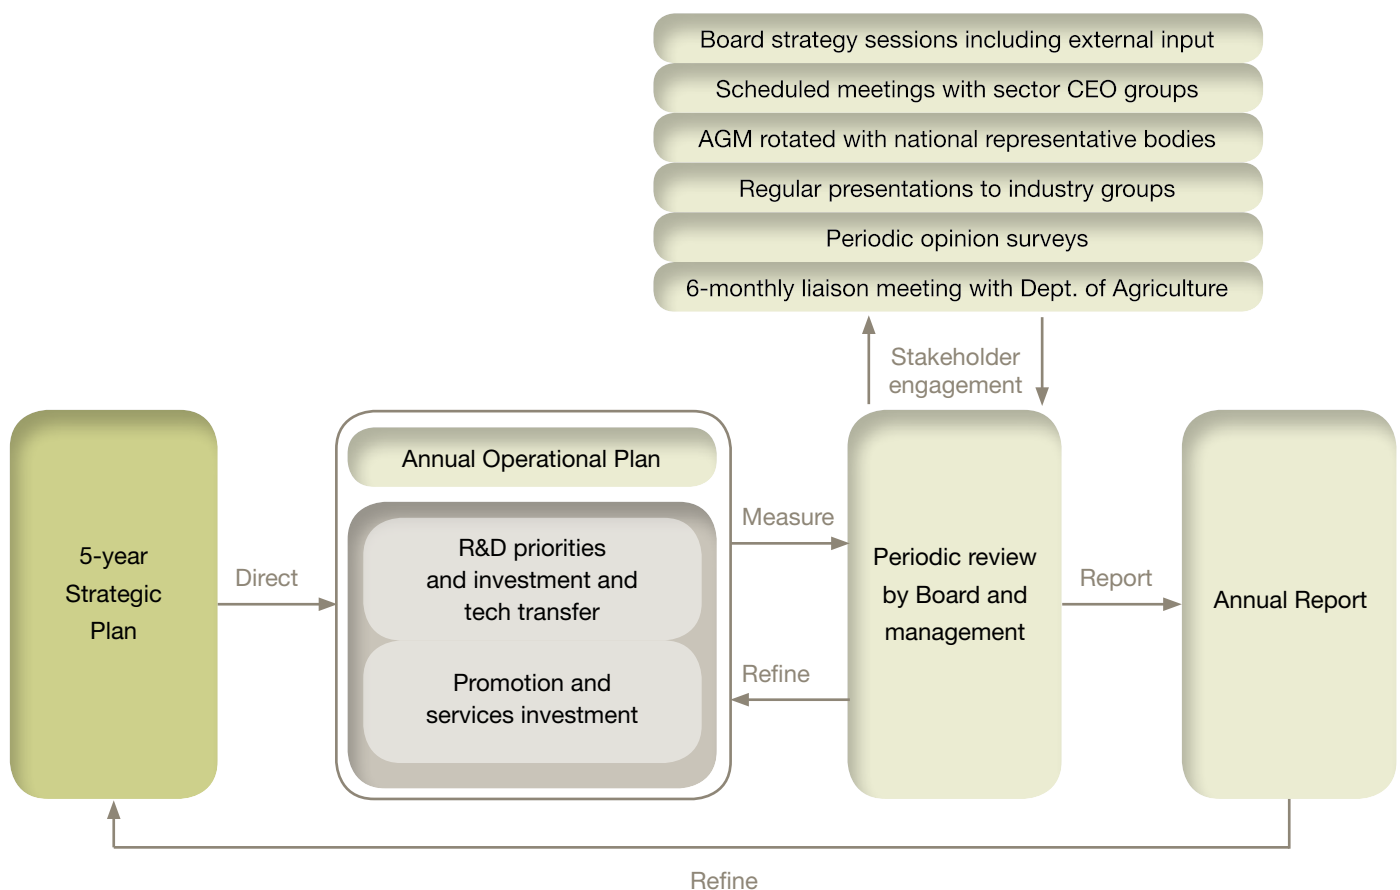 Board strategy sessions including external input
Scheduled meetings with sector CEO groups
AGM rotated with national representative bodies
Regular presentations to industry groups
Periodic opinion surveys
6-monthly liaison meeting with Dept. of Agriculture
Stakeholder
engagement
5-year
Strategic
Plan
Direct
Annual Operational Plan
R&D priorities
and investment and
tech transfer
Promotion and
services investment
Measure
Refine
Periodic review
by Board and
management
Report
Annual Report
Refine